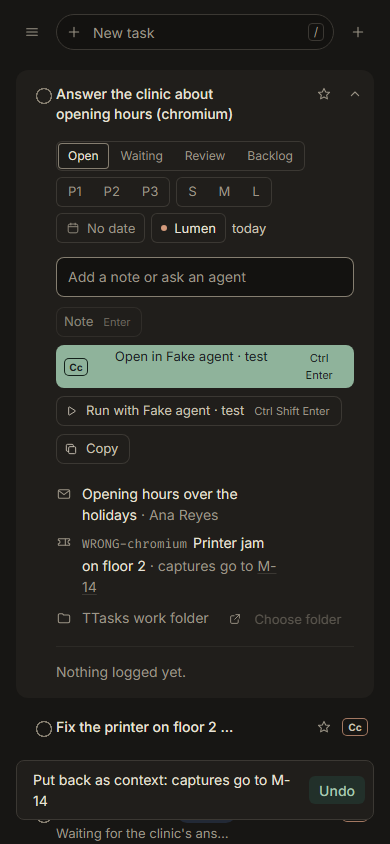 New task /
Answer the clinic about
opening hours (chromium)
Open Waiting Review Backlog
P1 P2 P3 S M L
No date Lumen today
Add a note or ask an agent
Note Enter
Cc Open in Fake agent · test Ctrl
Enter
Run with Fake agent · test Ctrl Shift Enter
Copy
Opening hours over the
holidays · Ana Reyes
WRONG-chromium Printer jam
on floor 2 · captures go to M-
14
TTasks work folder Choose folder
Nothing logged yet.
Fix the printer on floor 2 ... Cc
Put back as context: captures go to M-
14
Undo
Waiting for the clinic's ans...